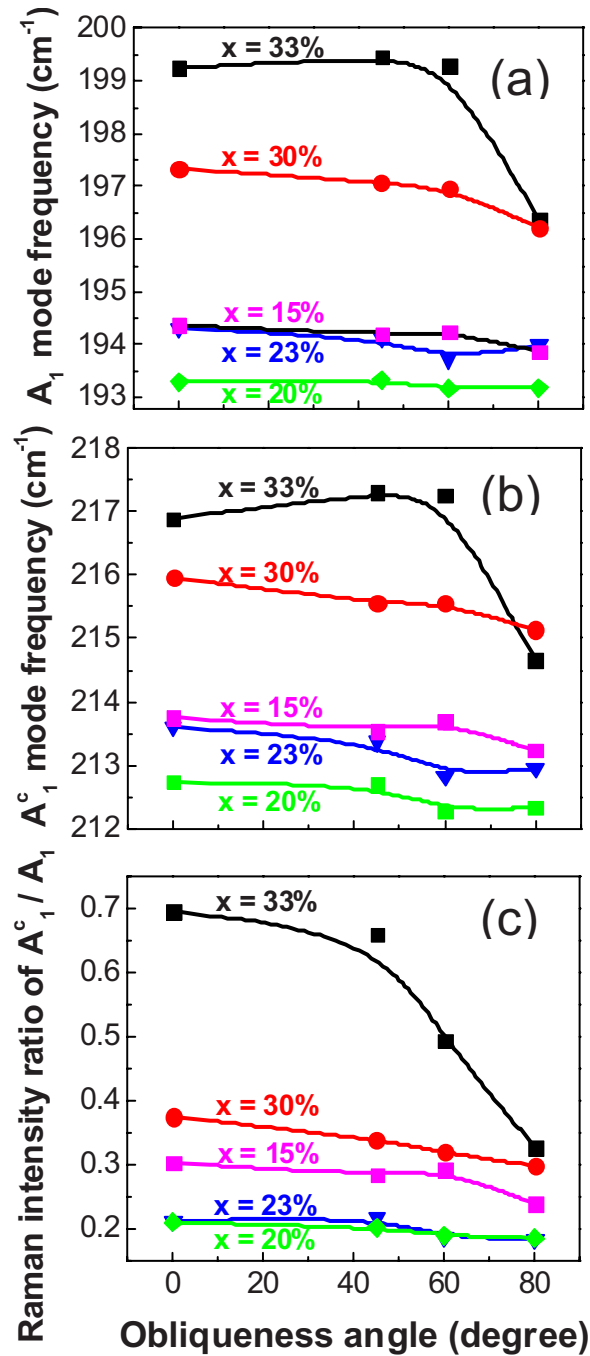 A₁ mode frequency (cm⁻¹)
200
199
198
197
196
195
194
193
x = 33%
(a)
x = 30%
x = 15%
x = 23%
x = 20%
Aᶜ₁ mode frequency (cm⁻¹)
218
217
216
215
214
213
212
x = 33%
(b)
x = 30%
x = 15%
x = 23%
x = 20%
Raman intensity ratio of Aᶜ₁ / A₁
0.7
0.6
0.5
0.4
0.3
0.2
x = 33%
(c)
x = 30%
x = 15%
x = 23%
x = 20%
0 20 40 60 80
Obliqueness angle (degree)